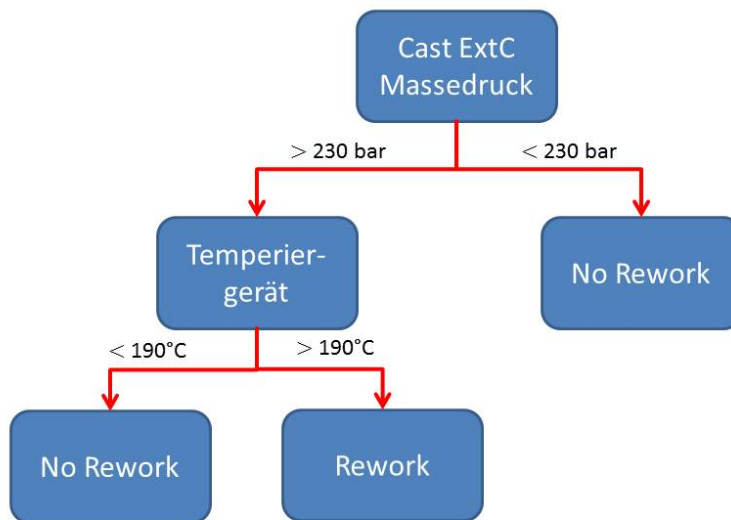 Cast ExtC
Massedruck
> 230 bar
< 230 bar
Temperier-
gerät
No Rework
< 190°C
> 190°C
No Rework
Rework